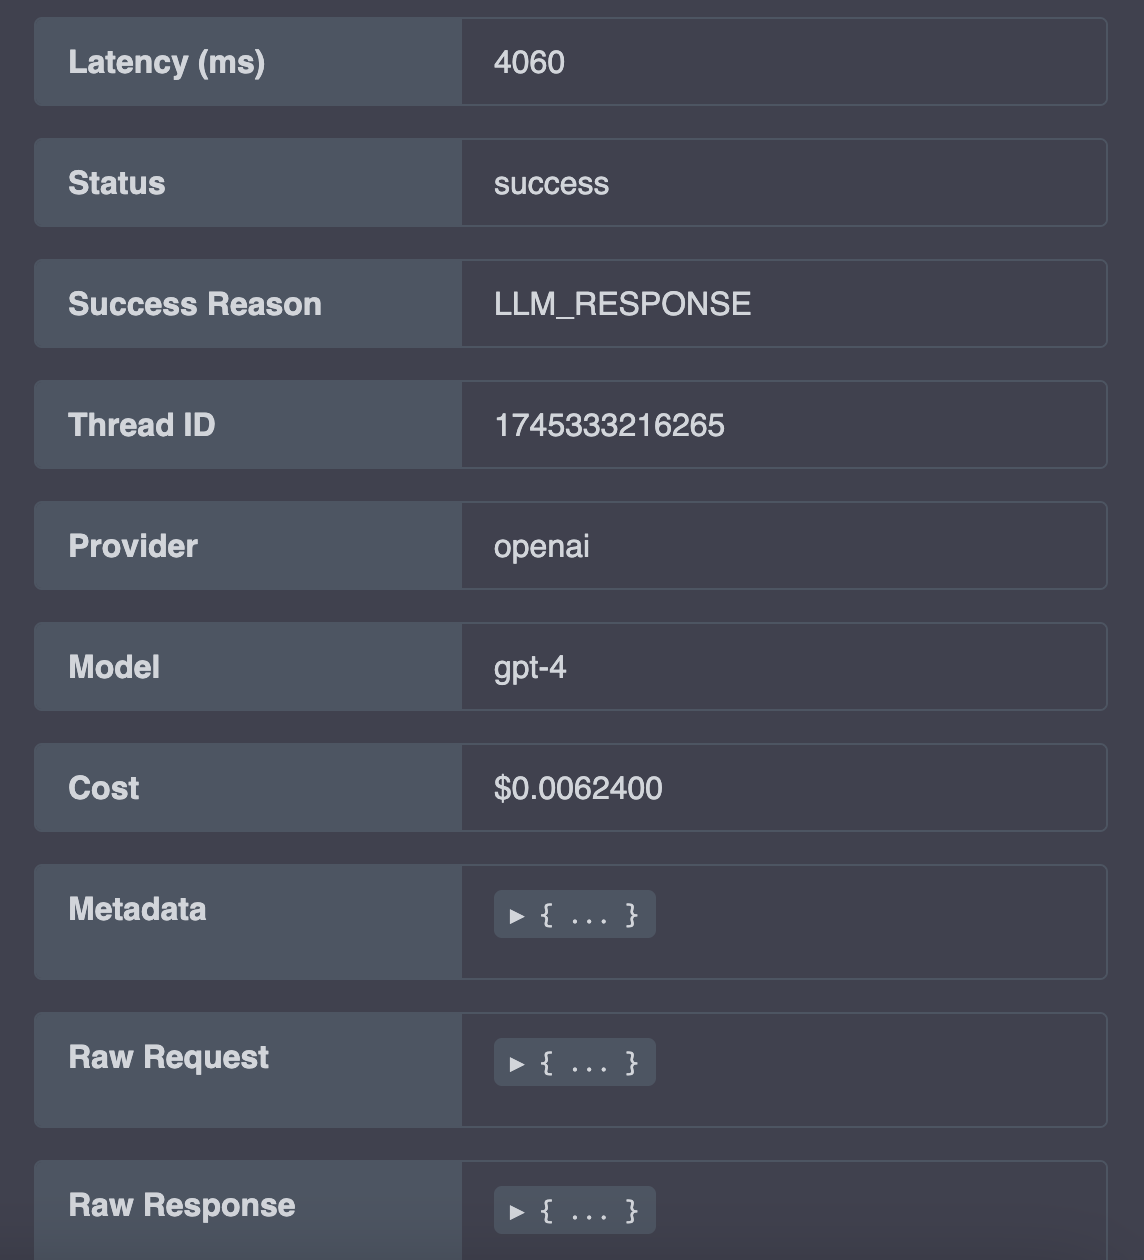 Latency (ms) 4060
Status success
Success Reason LLM_RESPONSE
Thread ID 1745333216265
Provider openai
Model gpt-4
Cost $0.0062400
Metadata ▶ { ... }
Raw Request ▶ { ... }
Raw Response ▶ { ... }